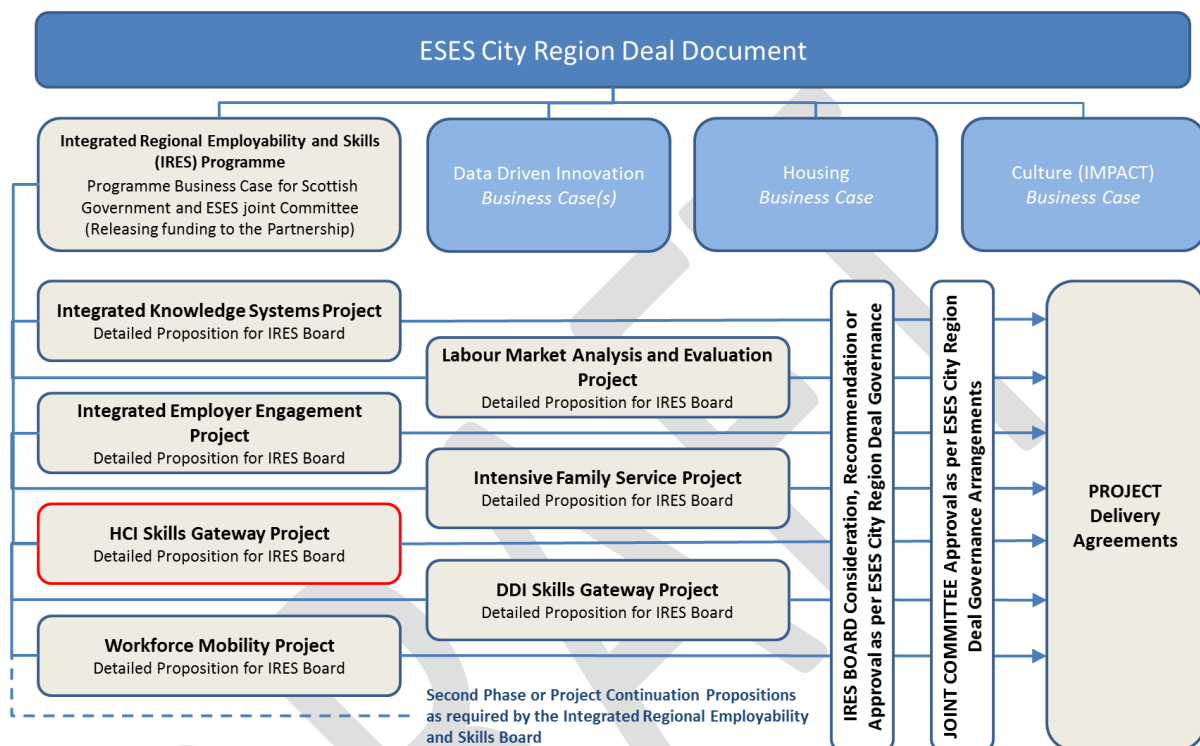 ESES City Region Deal Document
Integrated Regional Employability and Skills
(IRES) Programme
Programme Business Case for Scottish
Government and ESES joint Committee
(Releasing funding to the Partnership)
Data Driven Innovation
Business Case(s)
Housing
Business Case
Culture (IMPACT)
Business Case
Integrated Knowledge Systems Project
Detailed Proposition for IRES Board
Labour Market Analysis and Evaluation
Project
Detailed Proposition for IRES Board
Integrated Employer Engagement
Project
Detailed Proposition for IRES Board
Intensive Family Service Project
Detailed Proposition for IRES Board
HCI Skills Gateway Project
Detailed Proposition for IRES Board
DDI Skills Gateway Project
Detailed Proposition for IRES Board
Workforce Mobility Project
Detailed Proposition for IRES Board
Second Phase or Project Continuation Propositions
as required by the Integrated Regional Employability
and Skills Board
IRES BOARD Consideration, Recommendation or
Approval as per ESES City Region Deal Governance
JOINT COMMITTEE Approval as per ESES City Region
Deal Governance Arrangements
PROJECT
Delivery
Agreements
DRAFT